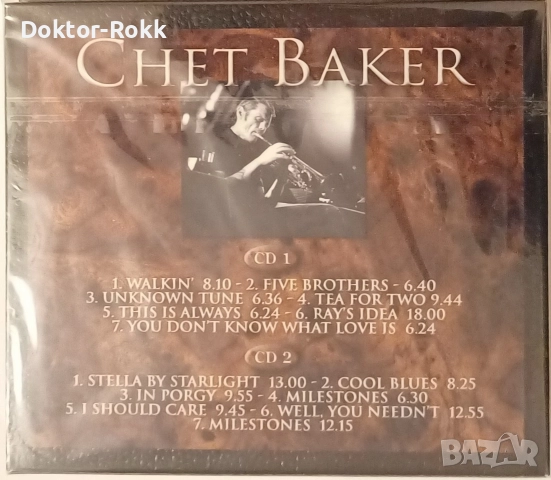 Doktor-Rokk
CHET BAKER
CD 1
1. WALKIN' 8.10 - 2. FIVE BROTHERS - 6.40
3. UNKNOWN TUNE 6.36 - 4. TEA FOR TWO 9.44
5. THIS IS ALWAYS 6.24 - 6. RAY'S IDEA 18.00
7. YOU DON'T KNOW WHAT LOVE IS 6.24
CD 2
1. STELLA BY STARLIGHT 13.00 - 2. COOL BLUES 8.25
3. IN PORGY 9.55 - 4. MILESTONES 6.30
5. I SHOULD CARE 9.45 - 6. WELL, YOU NEEDN'T 12.55
7. MILESTONES 12.15
BAZAR